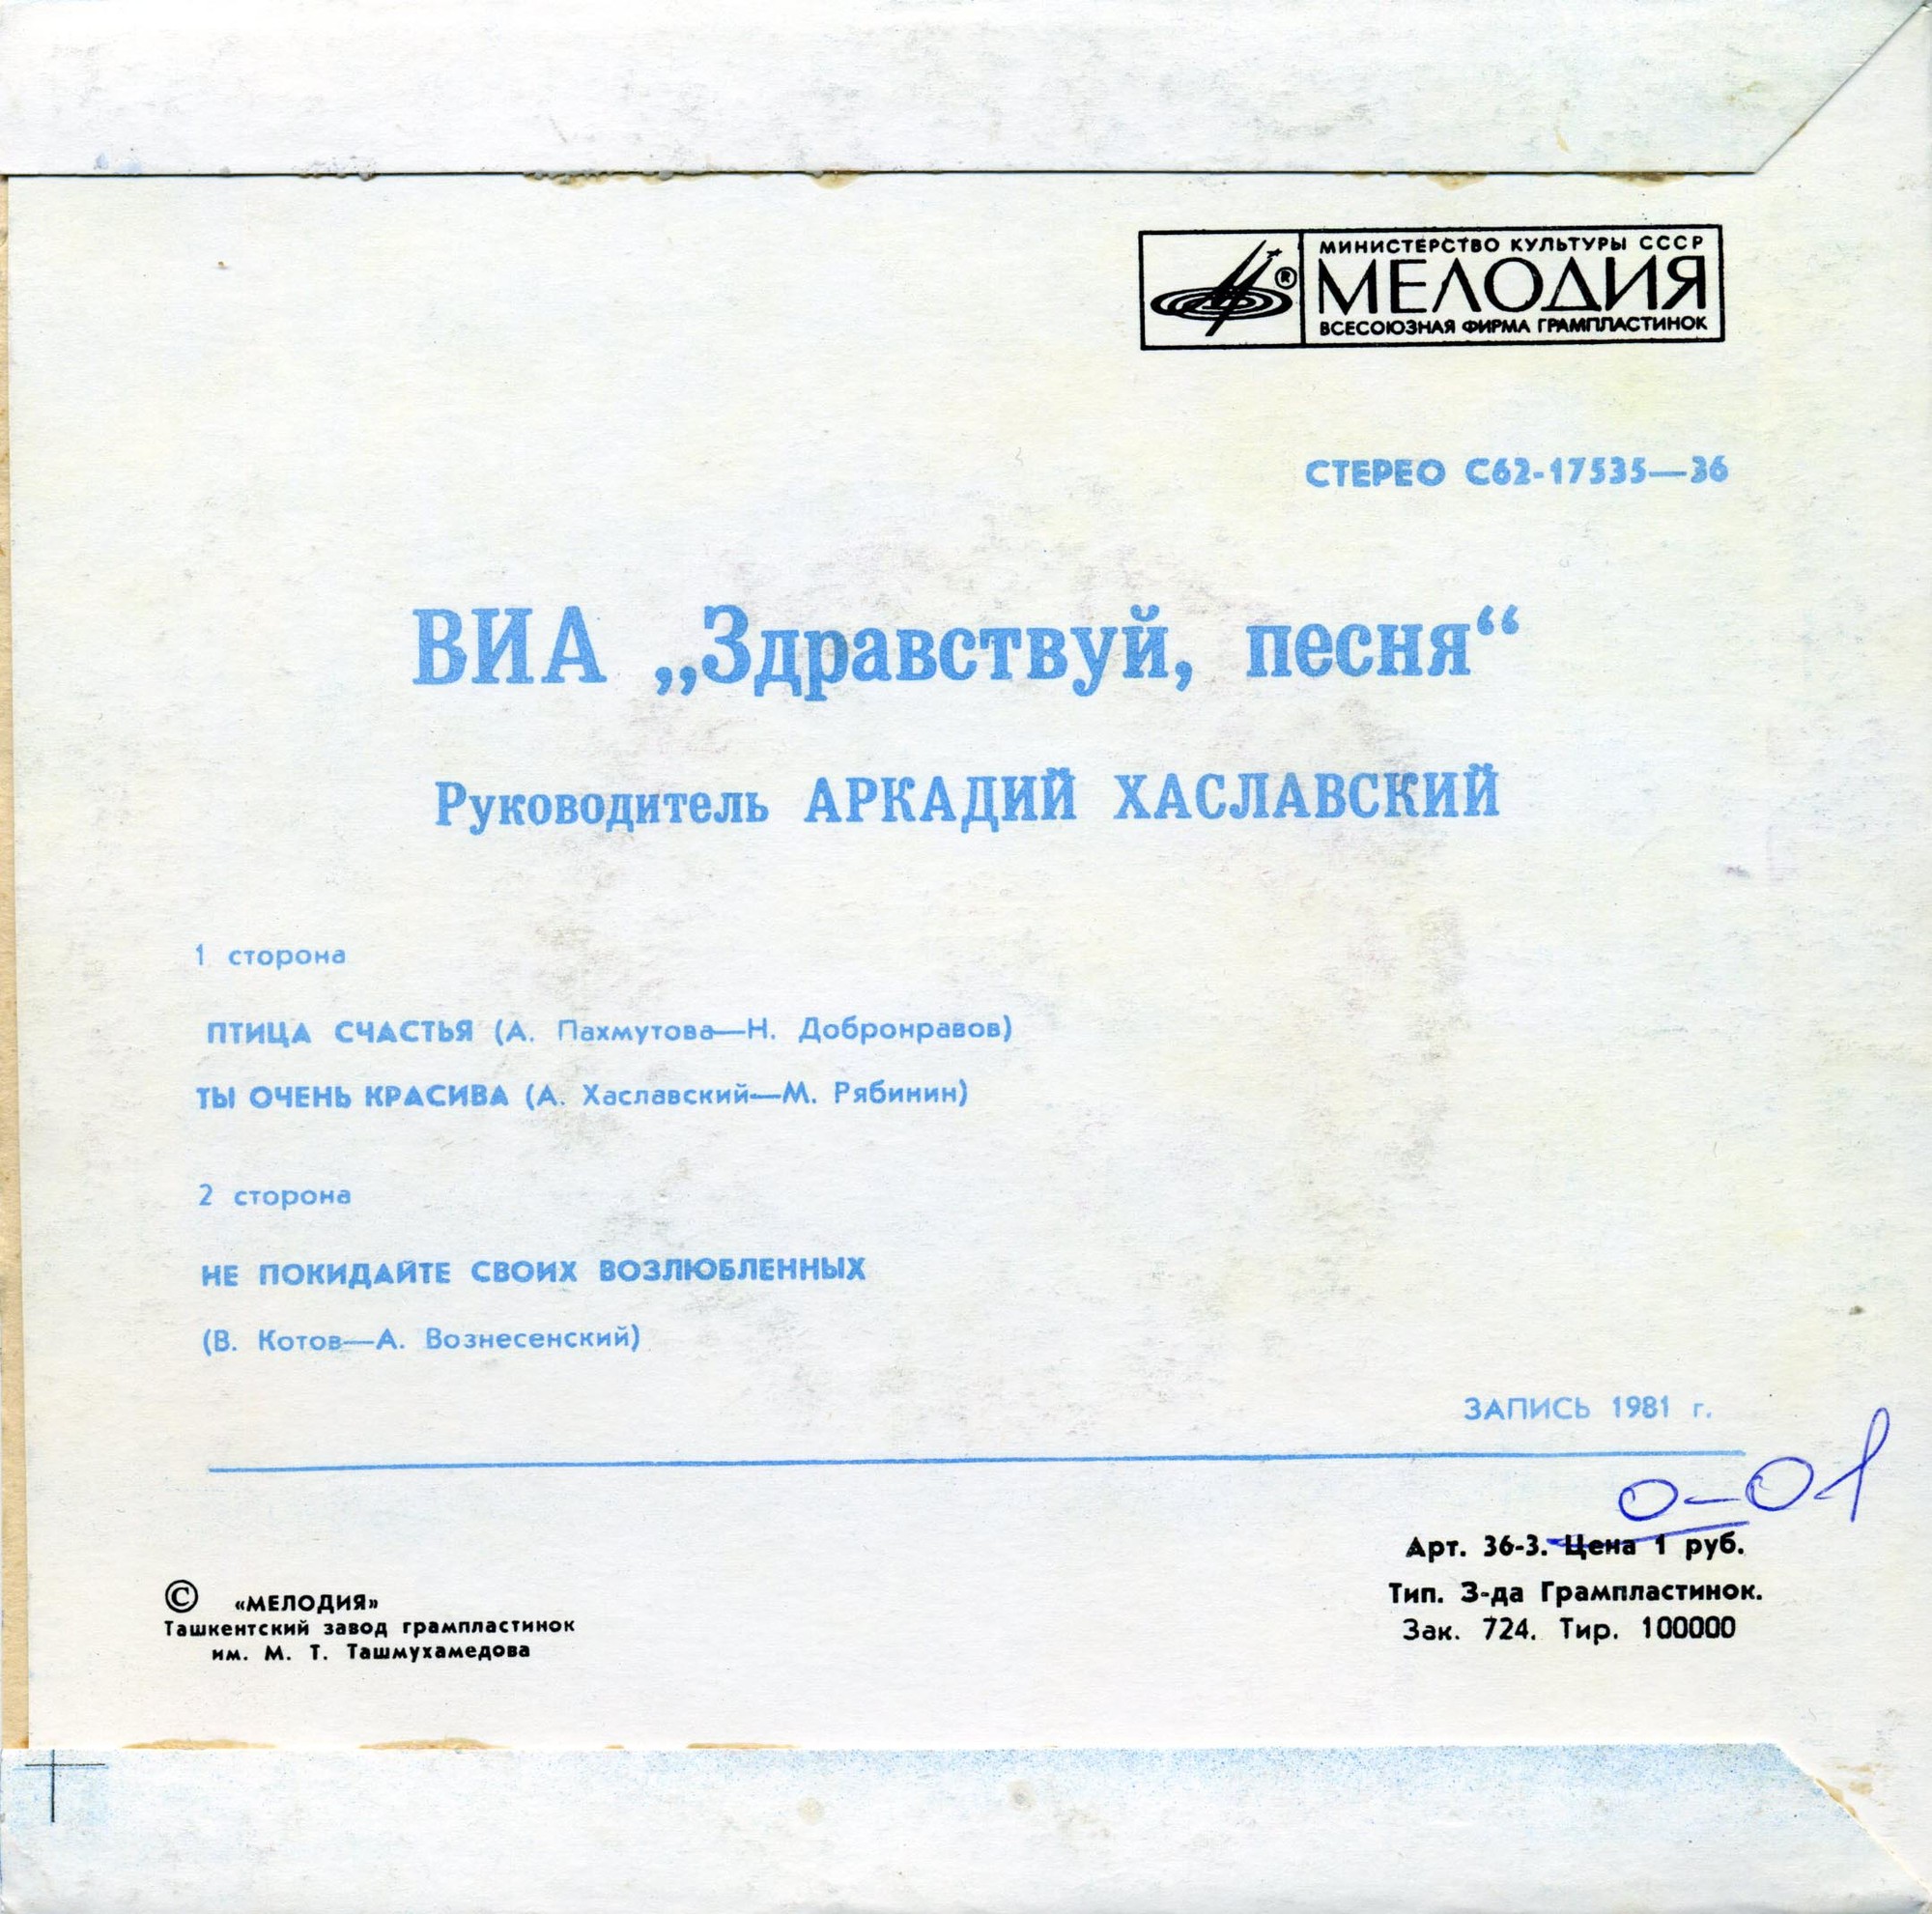 МИНИСТЕРСТВО КУЛЬТУРЫ СССР
МЕЛОДИЯ
ВСЕСОЮЗНАЯ ФИРМА ГРАМПЛАСТИНОК
®
СТЕРЕО С62-17535—36
ВИА „Здравствуй, песня“
Руководитель АРКАДИЙ ХАСЛАВСКИЙ
1 сторона
ПТИЦА СЧАСТЬЯ (А. Пахмутова—Н. Добронравов)
ТЫ ОЧЕНЬ КРАСИВА (А. Хаславский—М. Рябинин)
2 сторона
НЕ ПОКИДАЙТЕ СВОИХ ВОЗЛЮБЛЕННЫХ
(В. Котов—А. Вознесенский)
ЗАПИСЬ 1981 г.
0-01
Арт. 36-3. Цена 1 руб.
Тип. З-да Грампластинок.
Зак. 724. Тир. 100000
© «МЕЛОДИЯ»
Ташкентский завод грампластинок
им. М. Т. Ташмухамедова